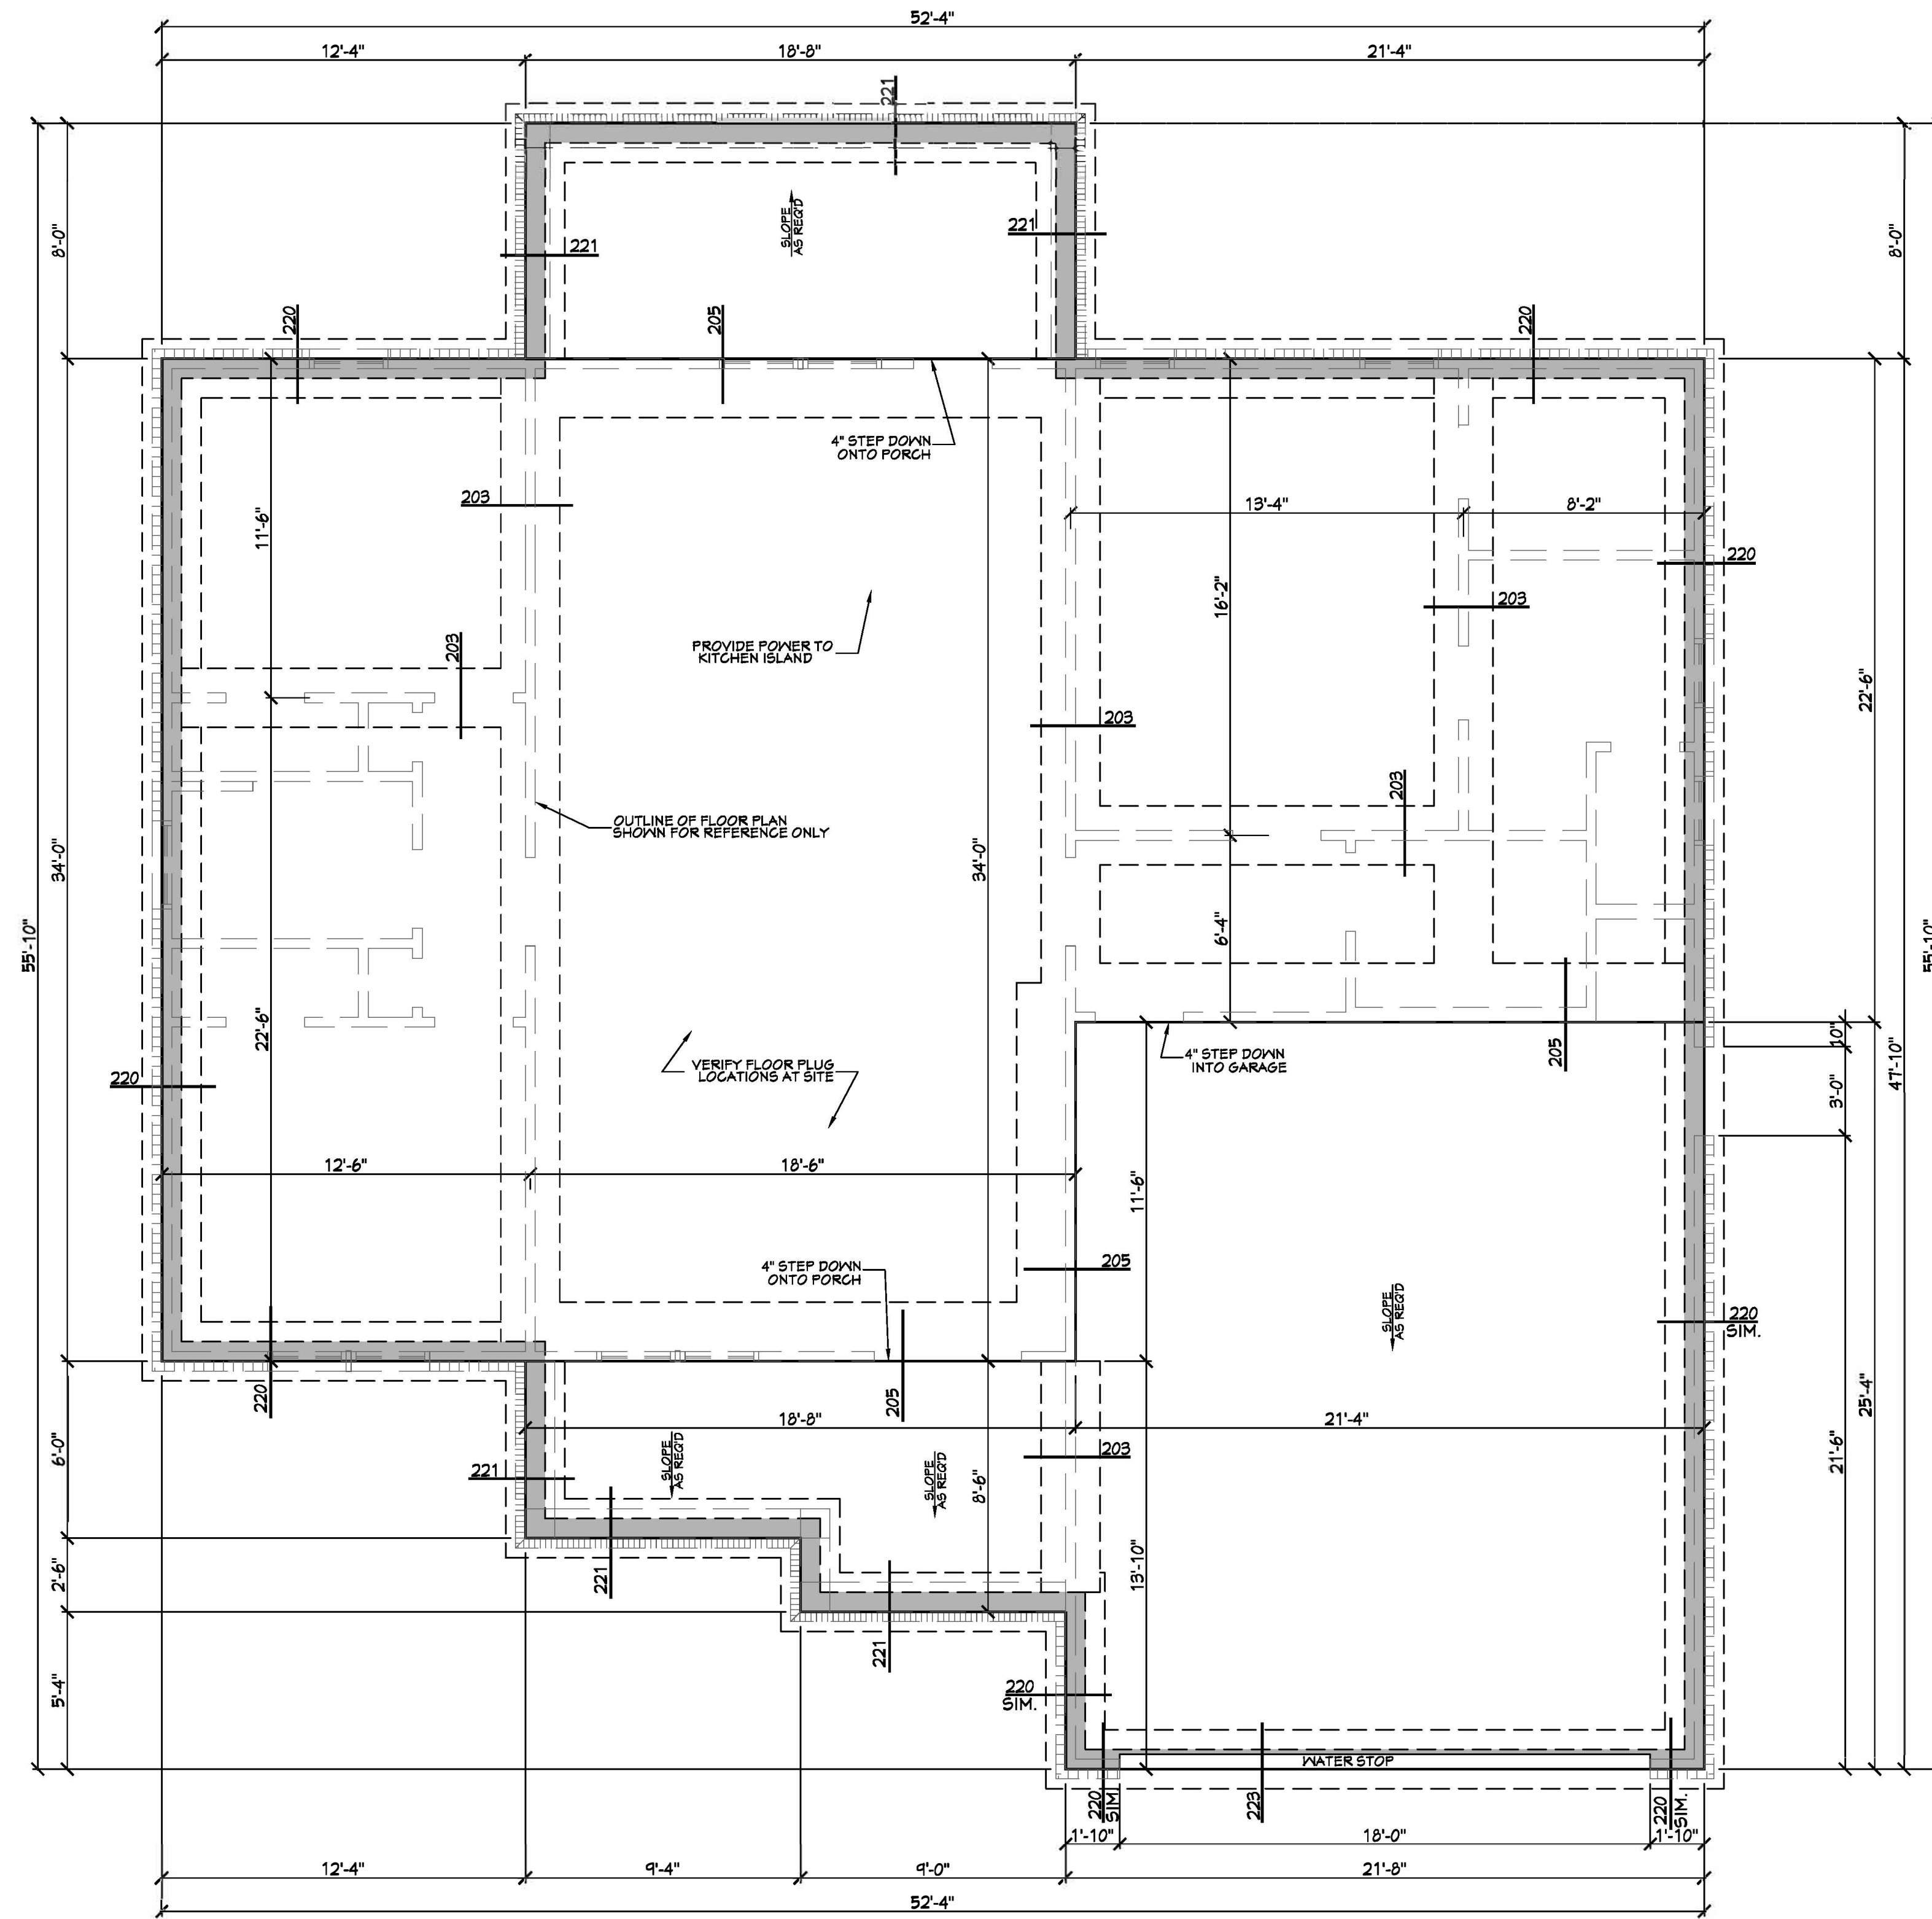 52'-4"
12'-4"
18'-8"
21'-4"
221
8'-0"
SLOPE
AS REQ'D
221
221
8'-0"
220
205
220
4" STEP DOWN
ONTO PORCH
203
11'-6"
13'-4"
8'-2"
220
16'-2"
203
203
PROVIDE POWER TO
KITCHEN ISLAND
22'-6"
203
203
OUTLINE OF FLOOR PLAN
SHOWN FOR REFERENCE ONLY
34'-0"
34'-0"
55'-10"
6'-4"
55'-10"
22'-6"
4" STEP DOWN
INTO GARAGE
205
10"
47'-10"
VERIFY FLOOR PLUG
LOCATIONS AT SITE
220
3'-0"
12'-6"
18'-6"
11'-6"
4" STEP DOWN
ONTO PORCH
205
SLOPE
AS REQ'D
220
SIM.
220
205
25'-4"
18'-8"
21'-4"
6'-0"
SLOPE
AS REQ'D
SLOPE
AS REQ'D
203
21'-6"
221
8'-6"
2'-6"
221
13'-10"
221
5'-4"
220
SIM.
WATER STOP
220
SIM.
223
220
SIM.
1'-10"
18'-0"
1'-10"
12'-4"
9'-4"
9'-0"
21'-8"
52'-4"